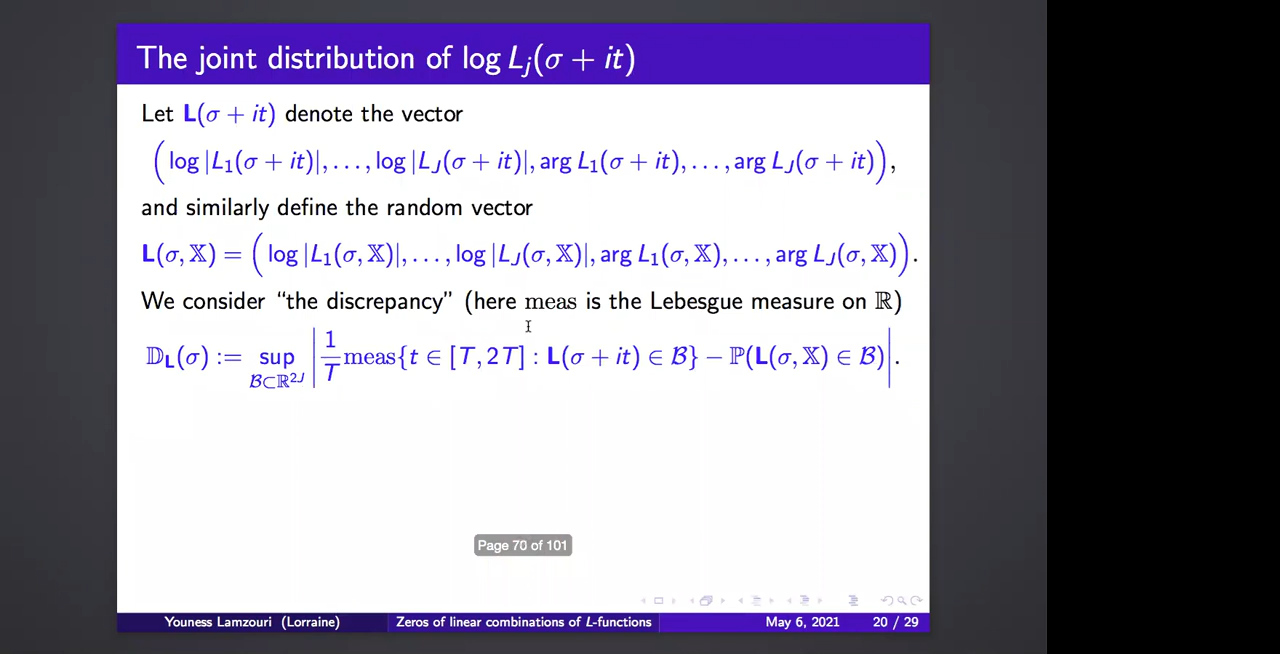 The joint distribution of log L_j(σ + it)
Let L(σ + it) denote the vector
(log |L_1(σ + it)|, . . . , log |L_J(σ + it)|, arg L_1(σ + it), . . . , arg L_J(σ + it)),
and similarly define the random vector
L(σ, 𝕏) = (log |L_1(σ, 𝕏)|, . . . , log |L_J(σ, 𝕏)|, arg L_1(σ, 𝕏), . . . , arg L_J(σ, 𝕏)).
We consider “the discrepancy” (here meas is the Lebesgue measure on ℝ)
𝔻_L(σ) := sup_{ℬ⊂ℝ^{2J}} | 1/T meas{t ∈ [T, 2T] : L(σ + it) ∈ ℬ} − ℙ(L(σ, 𝕏) ∈ ℬ) |.
Page 70 of 101
Youness Lamzouri (Lorraine) Zeros of linear combinations of L-functions May 6, 2021 20 / 29